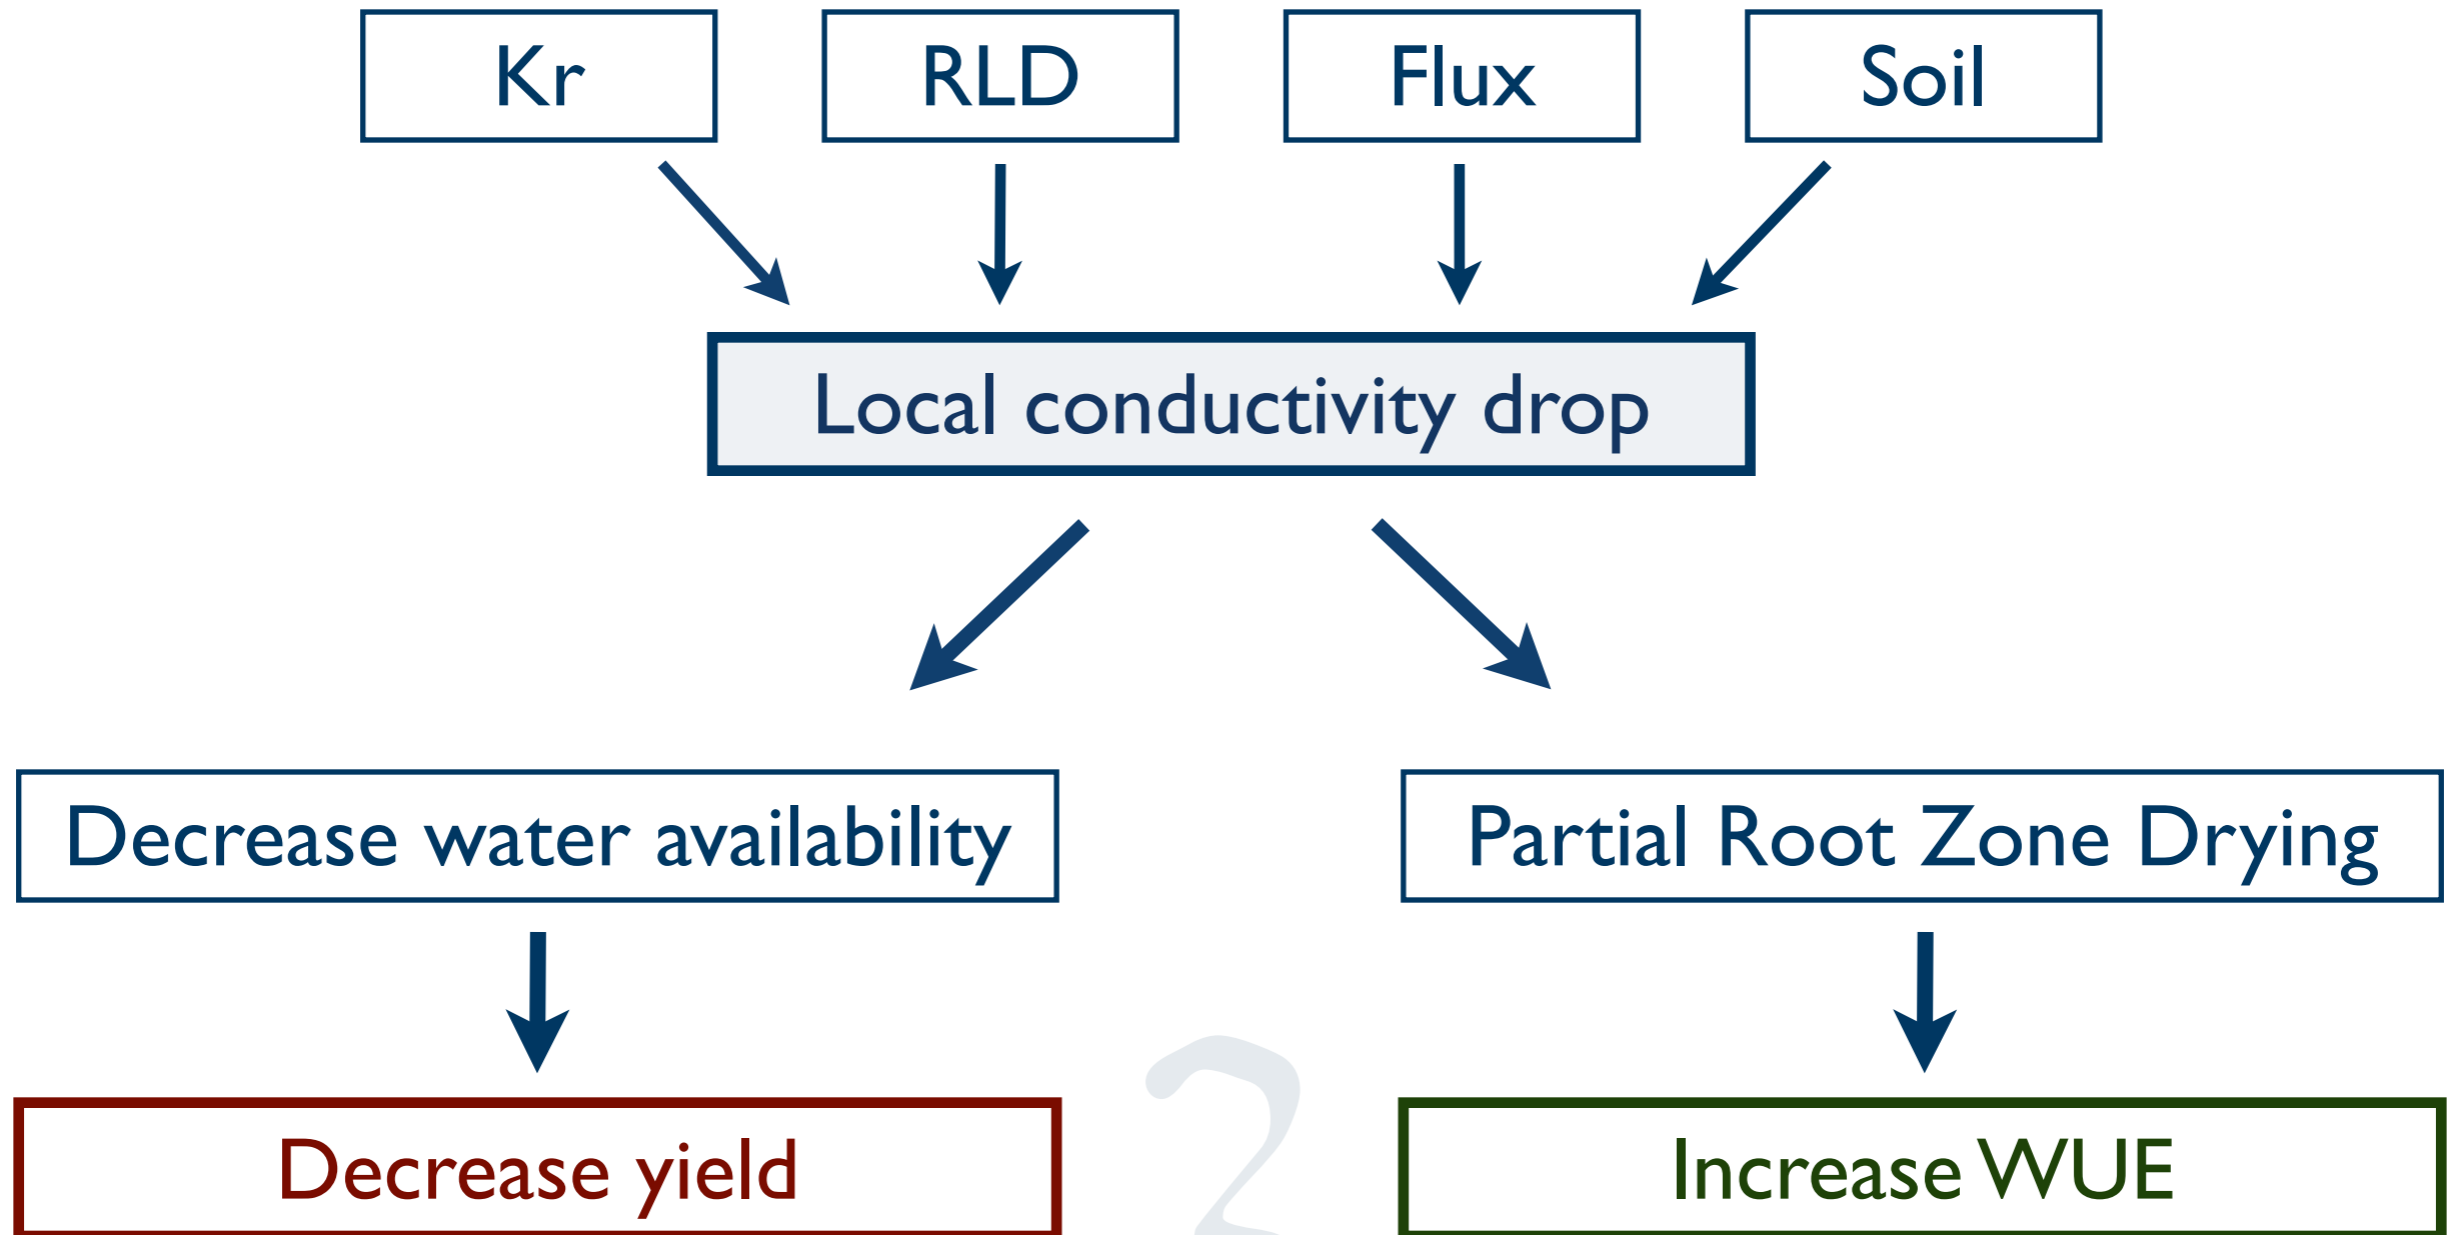 Kr
RLD
Flux
Soil
Local conductivity drop
Decrease water availability
Partial Root Zone Drying
Decrease yield
Increase WUE